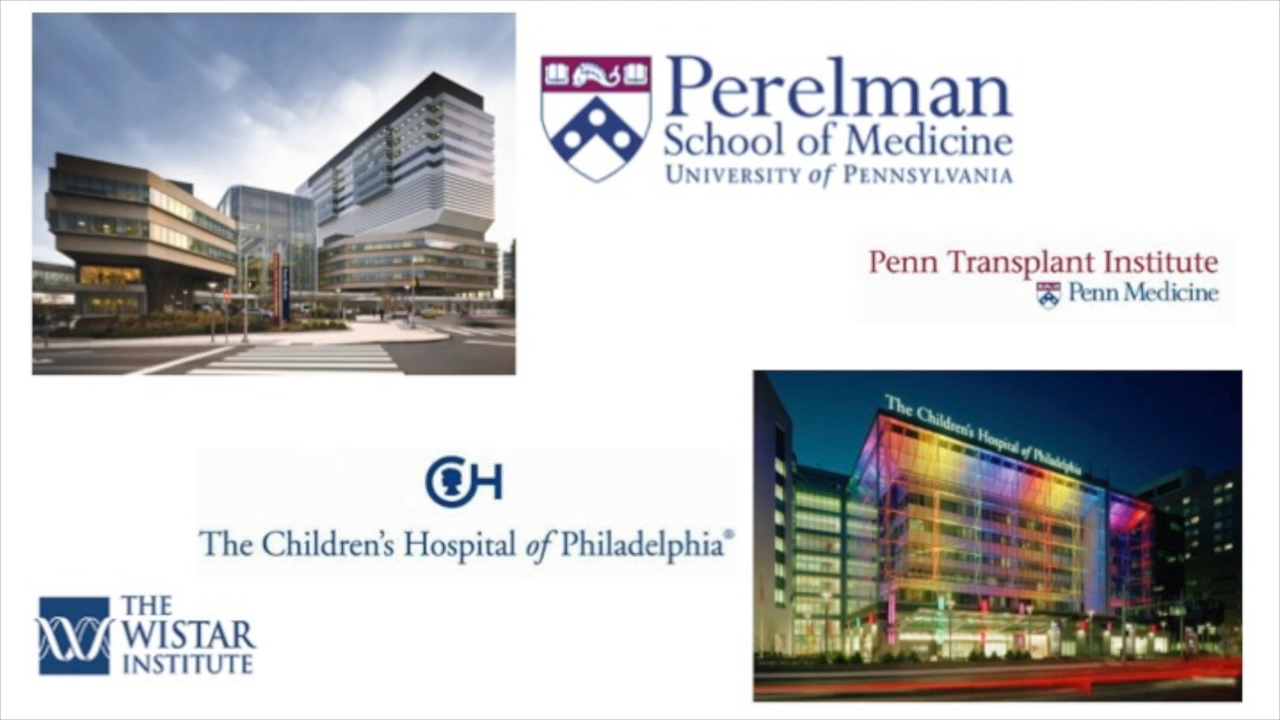 Perelman
School of Medicine
UNIVERSITY of PENNSYLVANIA
Penn Transplant Institute
Penn Medicine
The Children's Hospital of Philadelphia
CH
The Children's Hospital of Philadelphia®
THE
WISTAR
INSTITUTE